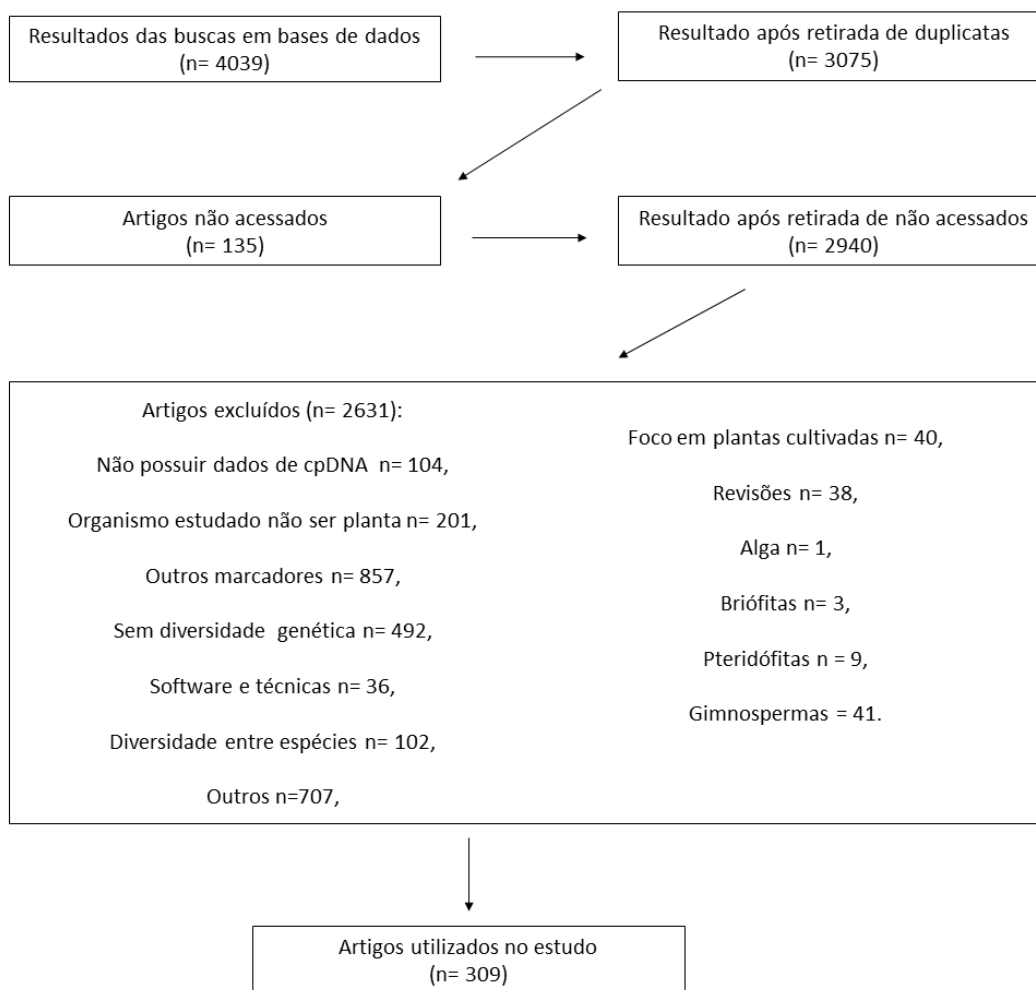 Resultados das buscas em bases de dados
(n= 4039)
Resultado após retirada de duplicatas
(n= 3075)
Artigos não acessados
(n= 135)
Resultado após retirada de não acessados
(n= 2940)
Artigos excluídos (n= 2631):
Não possuir dados de cpDNA n= 104,
Organismo estudado não ser planta n= 201,
Outros marcadores n= 857,
Sem diversidade genética n= 492,
Software e técnicas n= 36,
Diversidade entre espécies n= 102,
Outros n=707,
Foco em plantas cultivadas n= 40,
Revisões n= 38,
Alga n= 1,
Briófitas n= 3,
Pteridófitas n = 9,
Gimnospermas = 41.
Artigos utilizados no estudo
(n= 309)